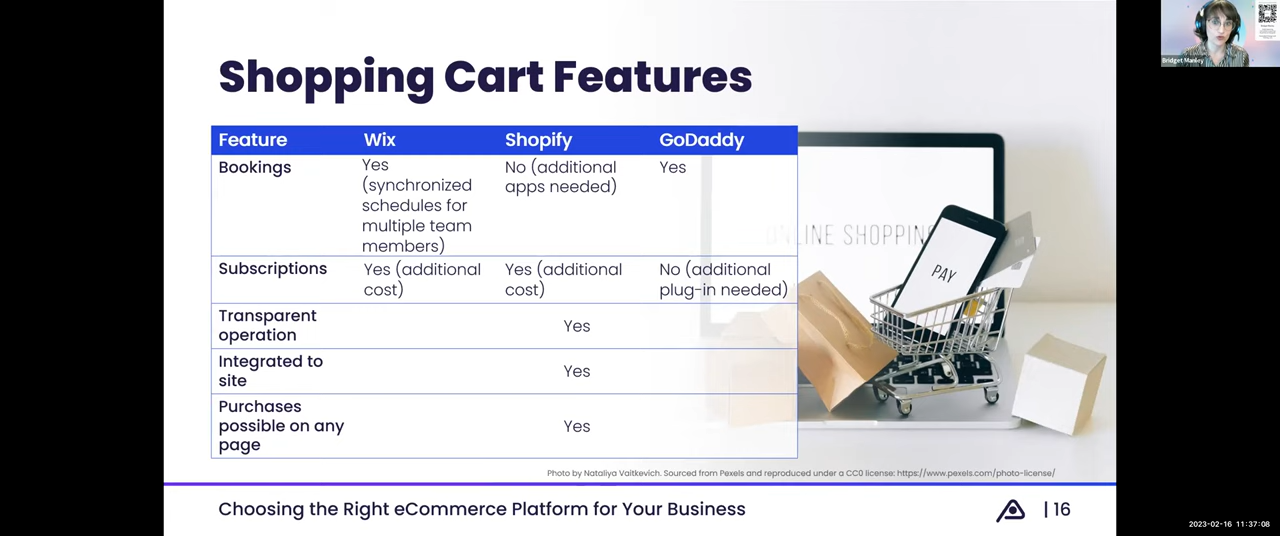 Shopping Cart Features
Feature Wix Shopify GoDaddy
Bookings
Yes
(synchronized
schedules for
multiple team
members)
No (additional
apps needed)
Yes
Subscriptions
Yes (additional
cost)
Yes (additional
cost)
No (additional
plug-in needed)
Transparent
operation
Yes
Integrated to
site
Yes
Purchases
possible on any
page
Yes
ONLINE SHOPPING
PAY
Photo by Nataliya Vaitkevich. Sourced from Pexels and reproduced under a CC0 license: https://www.pexels.com/photo-license/
Choosing the Right eCommerce Platform for Your Business
| 16
Bridget Manley
2023-02-16 11:37:08